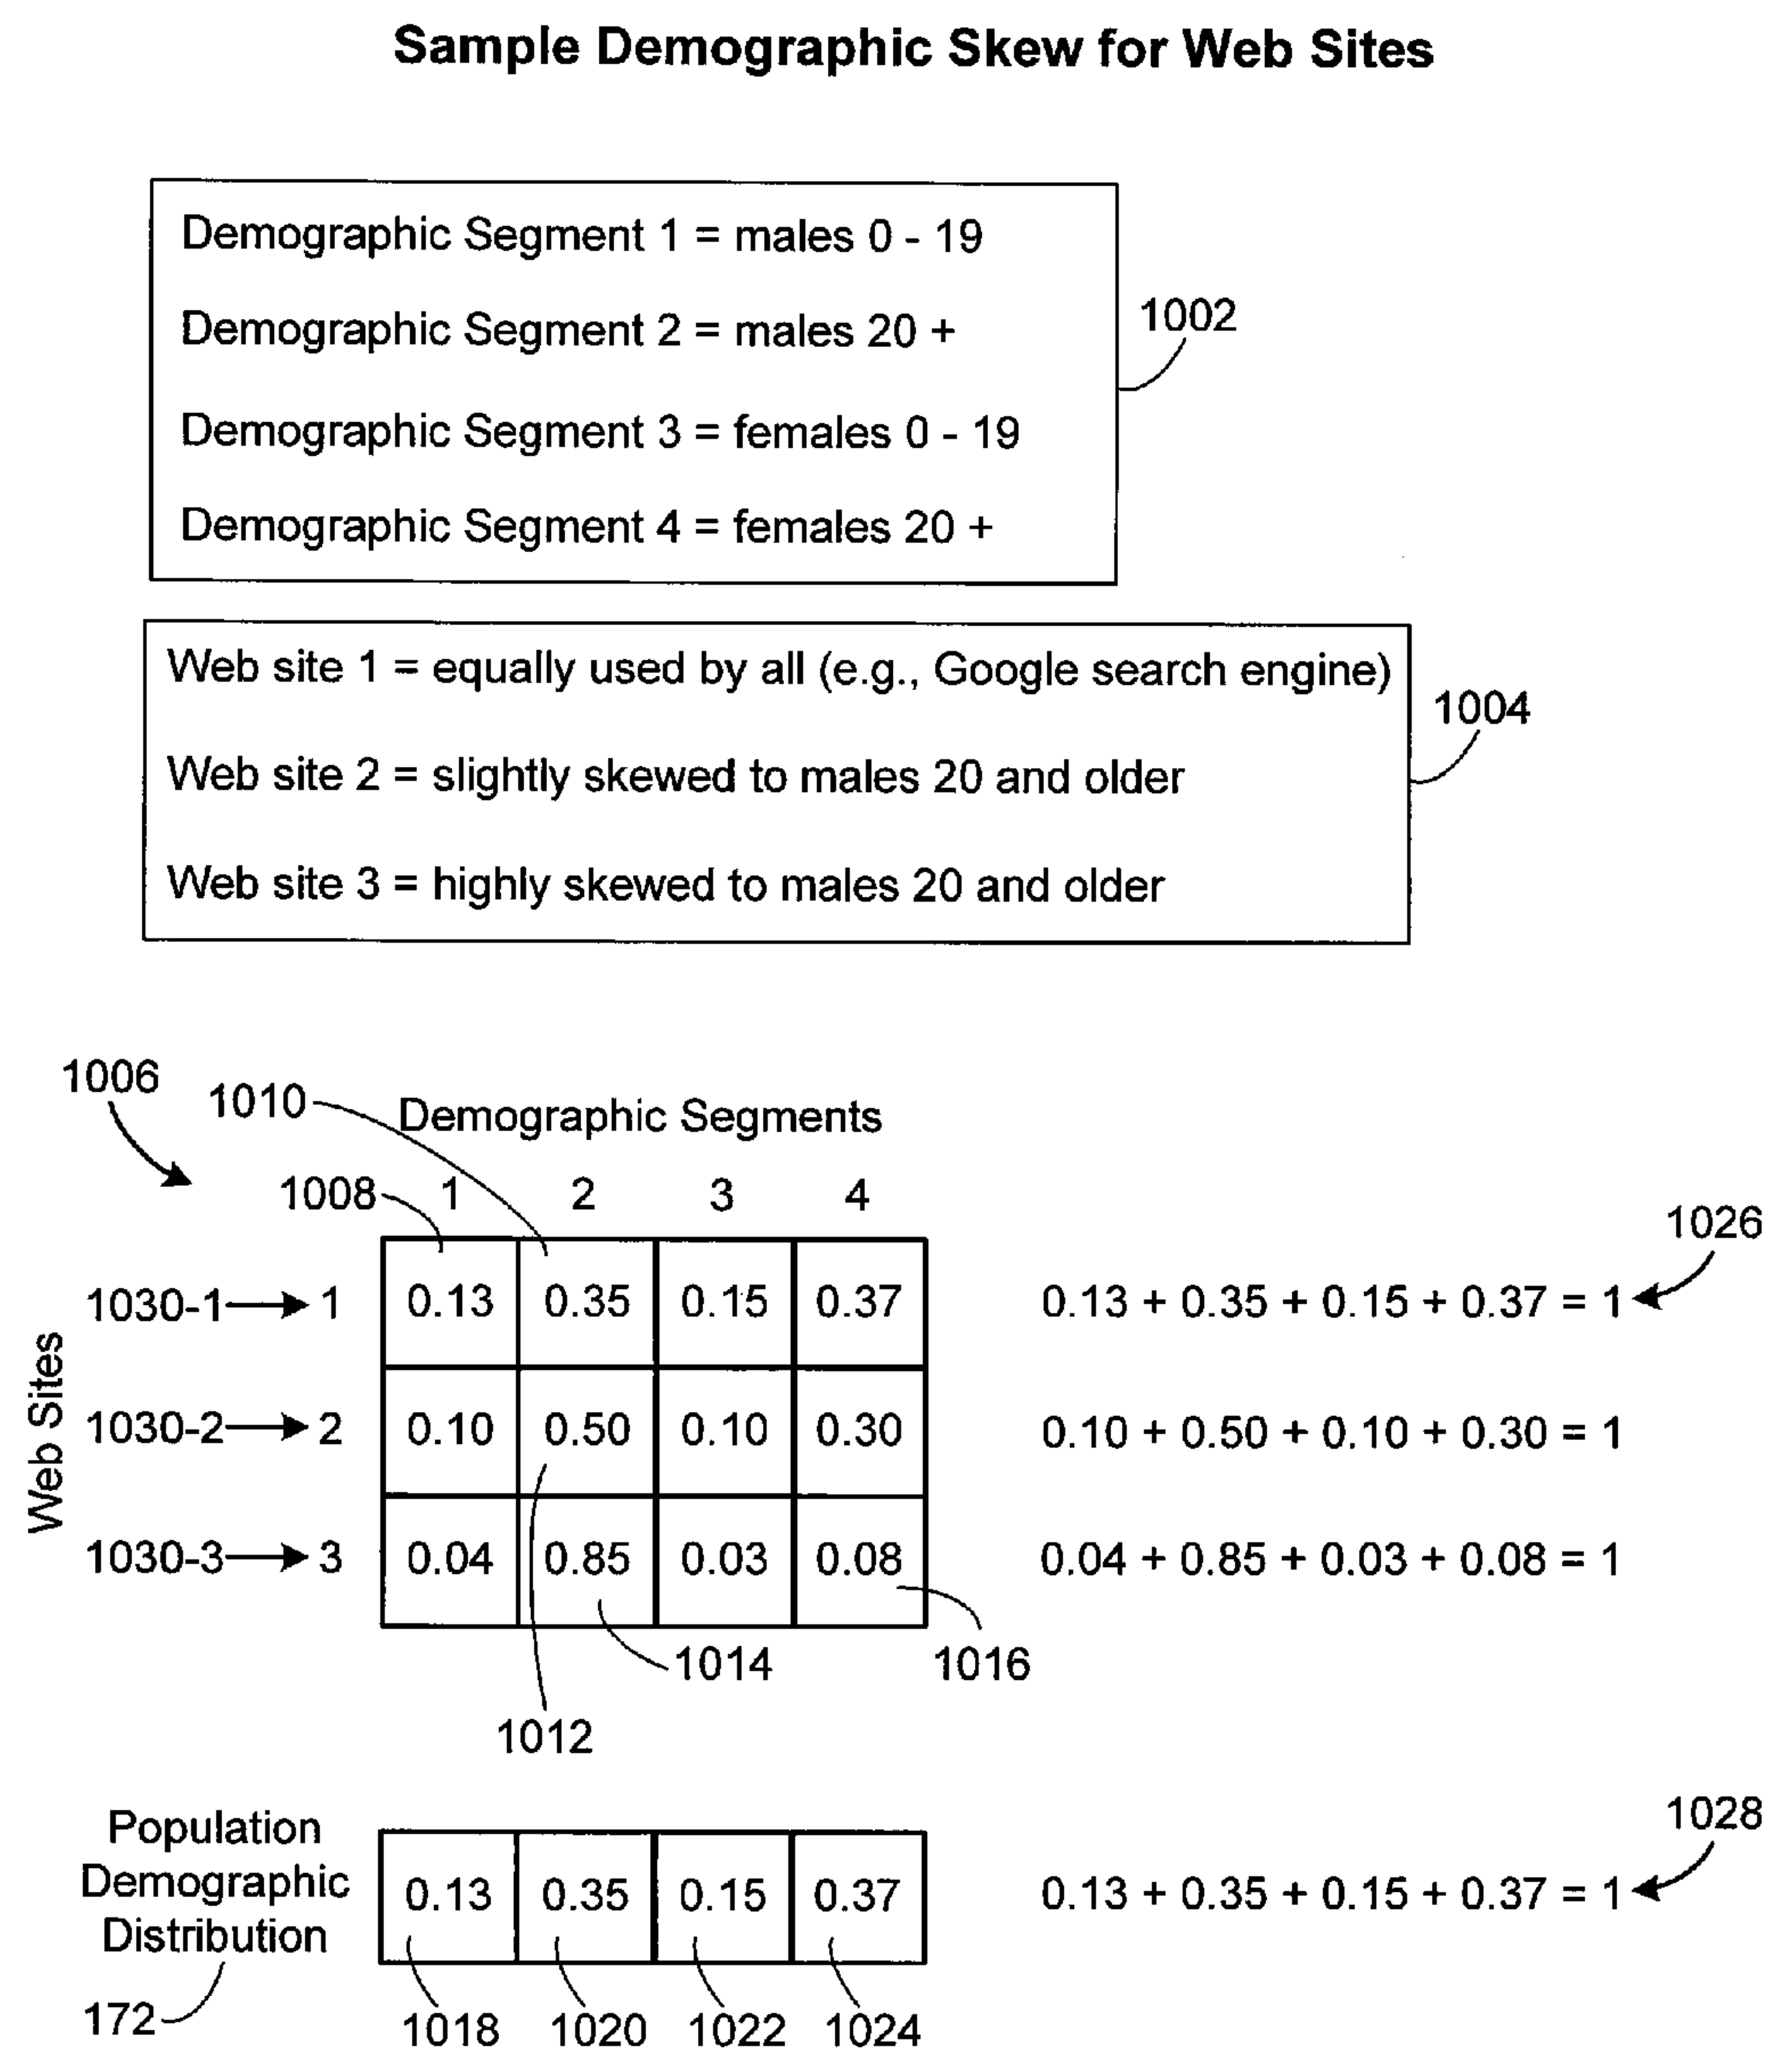 Sample Demographic Skew for Web Sites
Demographic Segment 1 = males 0 - 19
Demographic Segment 2 = males 20 +
Demographic Segment 3 = females 0 - 19
Demographic Segment 4 = females 20 +
1002
Web site 1 = equally used by all (e.g., Google search engine)
Web site 2 = slightly skewed to males 20 and older
Web site 3 = highly skewed to males 20 and older
1004
1006
1010
Demographic Segments
1008
1 2 3 4
1026
Web Sites
1030-1 1 0.13 0.35 0.15 0.37 0.13 + 0.35 + 0.15 + 0.37 = 1
1030-2 2 0.10 0.50 0.10 0.30 0.10 + 0.50 + 0.10 + 0.30 = 1
1030-3 3 0.04 0.85 0.03 0.08 0.04 + 0.85 + 0.03 + 0.08 = 1
1014 1016
1012
Population
Demographic
Distribution
172
0.13 0.35 0.15 0.37 0.13 + 0.35 + 0.15 + 0.37 = 1
1028
1018 1020 1022 1024